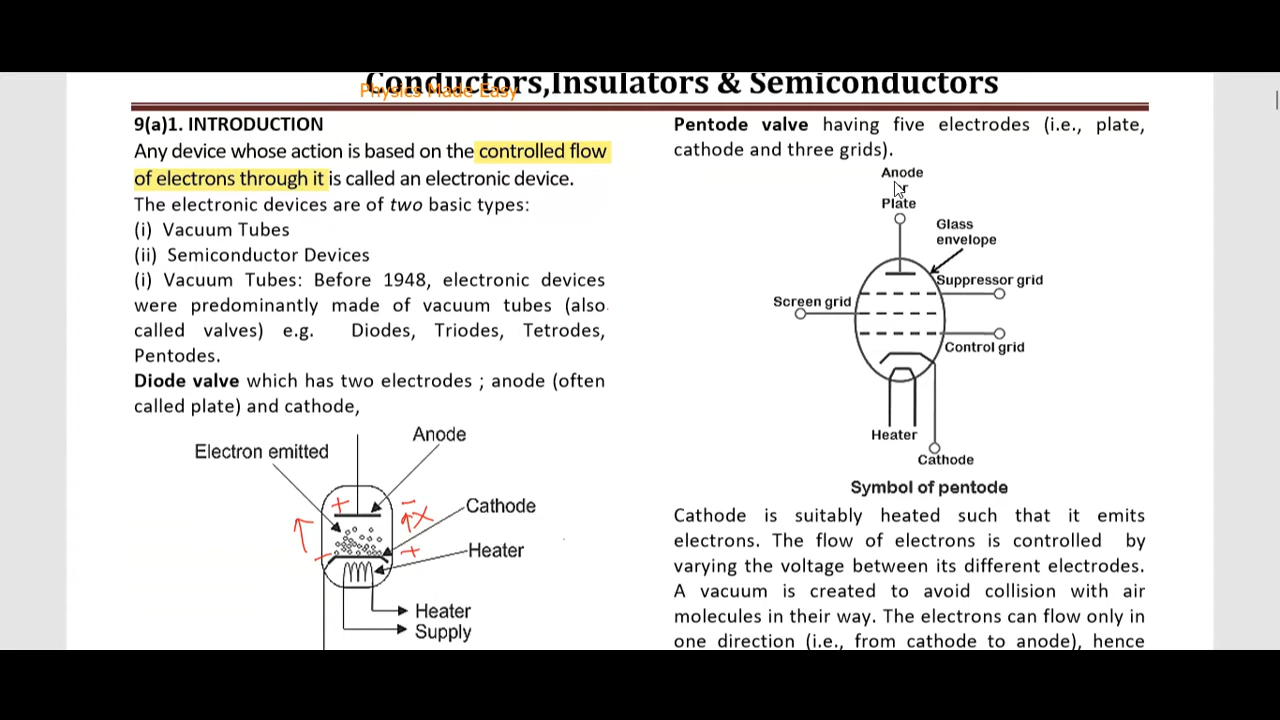 Conductors,Insulators & Semiconductors
Physics Made Easy
9(a)1. INTRODUCTION
Any device whose action is based on the controlled flow
of electrons through it is called an electronic device.
The electronic devices are of two basic types:
(i) Vacuum Tubes
(ii) Semiconductor Devices
(i) Vacuum Tubes: Before 1948, electronic devices
were predominantly made of vacuum tubes (also
called valves) e.g. Diodes, Triodes, Tetrodes,
Pentodes.
Diode valve which has two electrodes ; anode (often
called plate) and cathode,
Anode
Electron emitted
+ −
Cathode
X
− +
Heater
Heater
Supply
Pentode valve having five electrodes (i.e., plate,
cathode and three grids).
Anode
Plate
Glass
envelope
Suppressor grid
Screen grid
Control grid
Heater
Cathode
Symbol of pentode
Cathode is suitably heated such that it emits
electrons. The flow of electrons is controlled by
varying the voltage between its different electrodes.
A vacuum is created to avoid collision with air
molecules in their way. The electrons can flow only in
one direction (i.e., from cathode to anode), hence